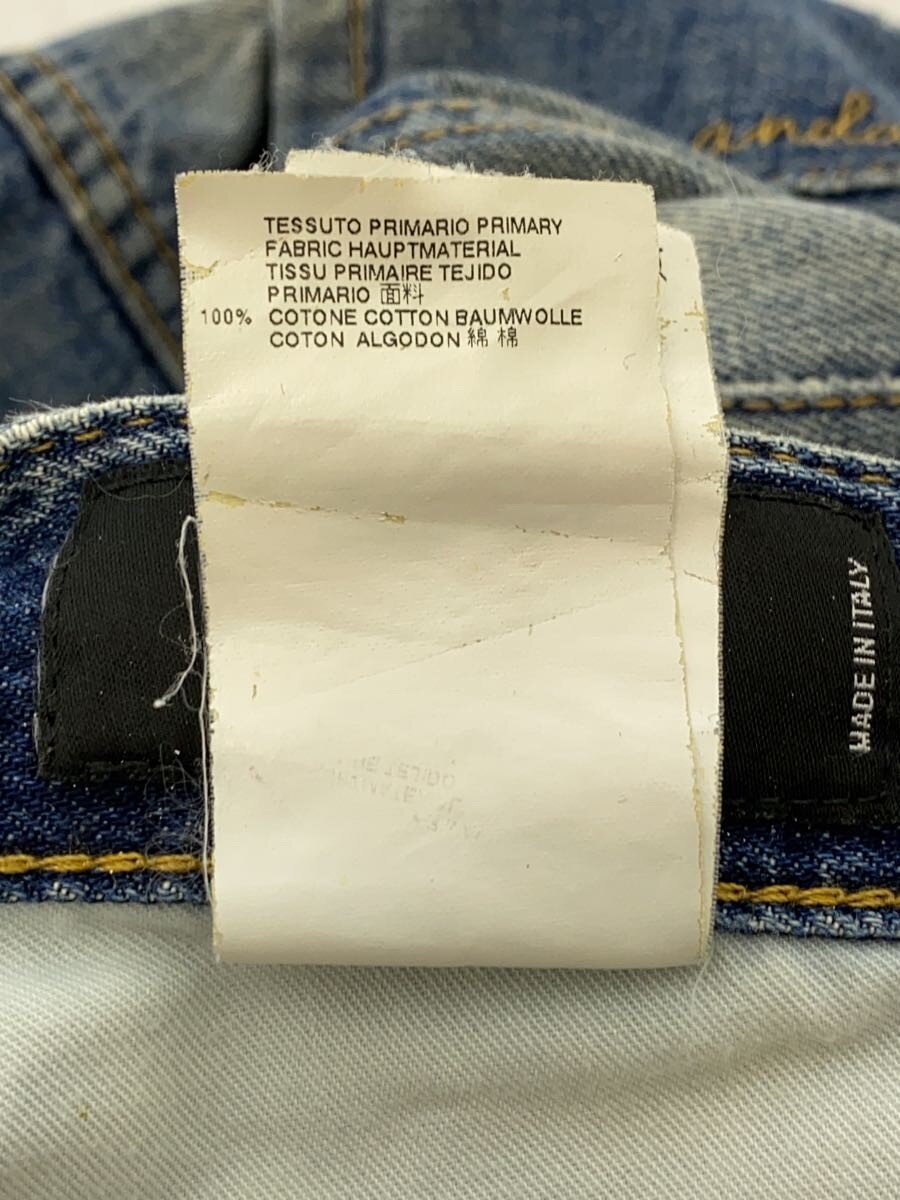 anda
TESSUTO PRIMARIO PRIMARY
FABRIC HAUPTMATERIAL
TISSU PRIMAIRE TEJIDO
PRIMARIO 面料
100% COTONE COTTON BAUMWOLLE
COTON ALGODON 綿 棉
MADE IN ITALY